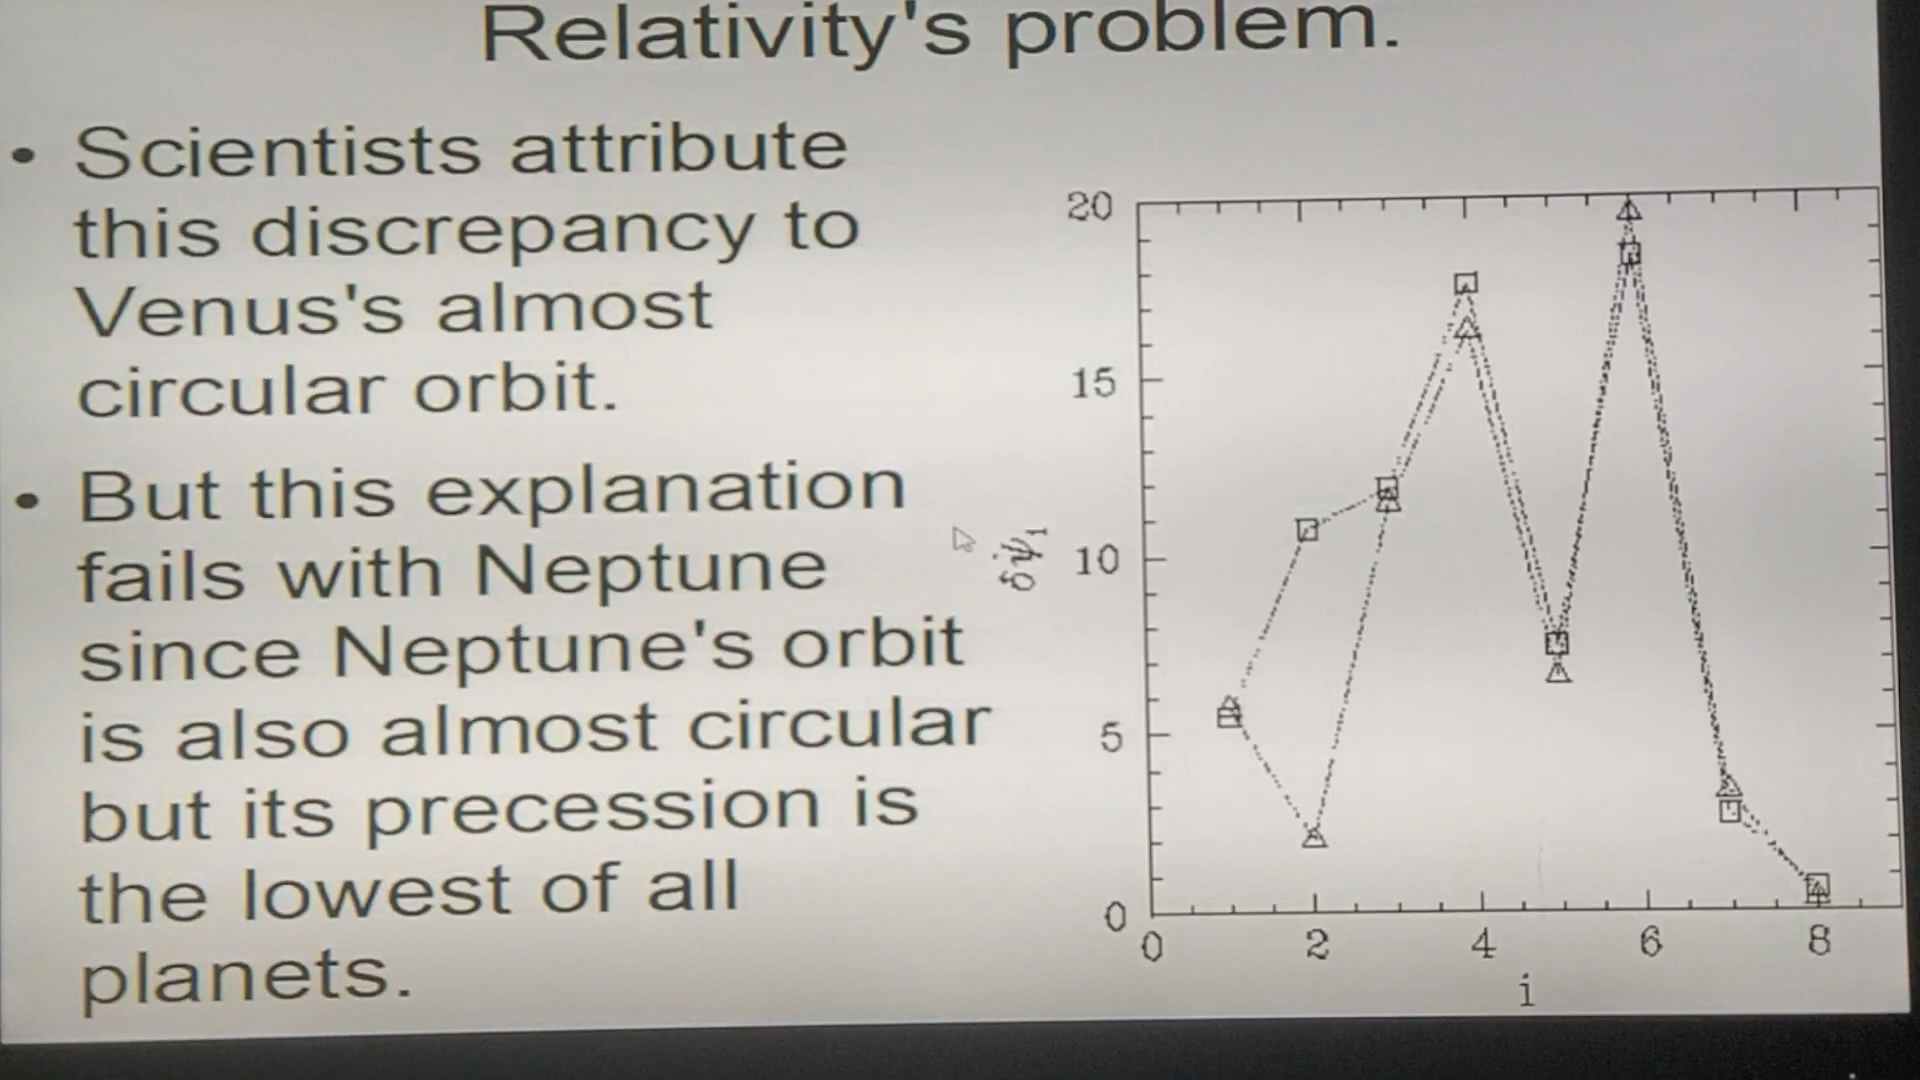 Relativity's problem.
• Scientists attribute
this discrepancy to
Venus's almost
circular orbit.
• But this explanation
fails with Neptune
since Neptune's orbit
is also almost circular
but its precession is
the lowest of all
planets.
20
15
10
5
0
δψ̇₁
0 2 4 6 8
i